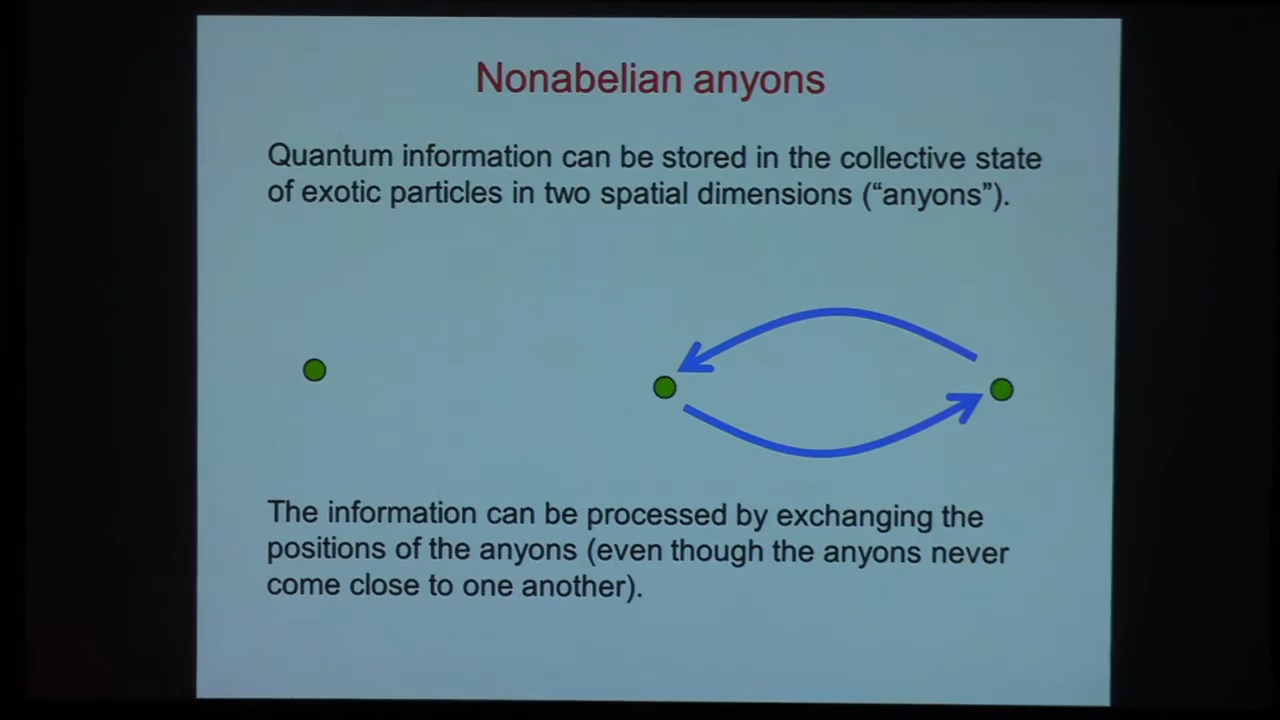 Nonabelian anyons
Quantum information can be stored in the collective state
of exotic particles in two spatial dimensions (“anyons”).
The information can be processed by exchanging the
positions of the anyons (even though the anyons never
come close to one another).